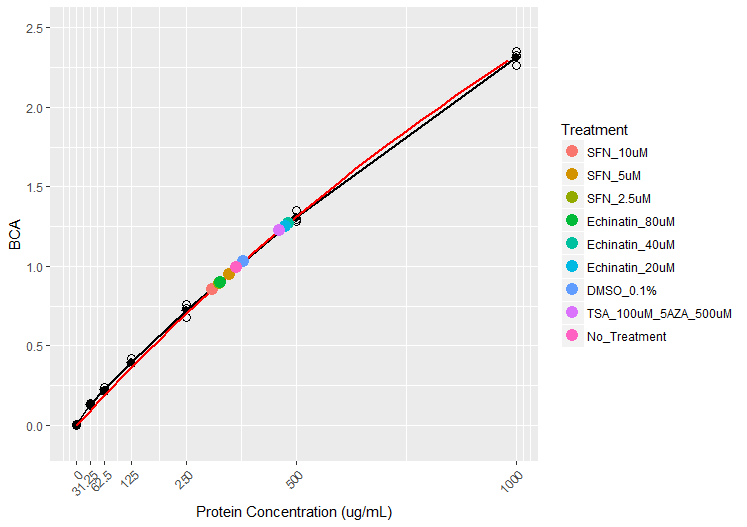 2.5
2.0
1.5
1.0
0.5
0.0
BCA
0
31.25
62.5
125
250
500
1000
Protein Concentration (ug/mL)
Treatment
SFN_10uM
SFN_5uM
SFN_2.5uM
Echinatin_80uM
Echinatin_40uM
Echinatin_20uM
DMSO_0.1%
TSA_100uM_5AZA_500uM
No_Treatment